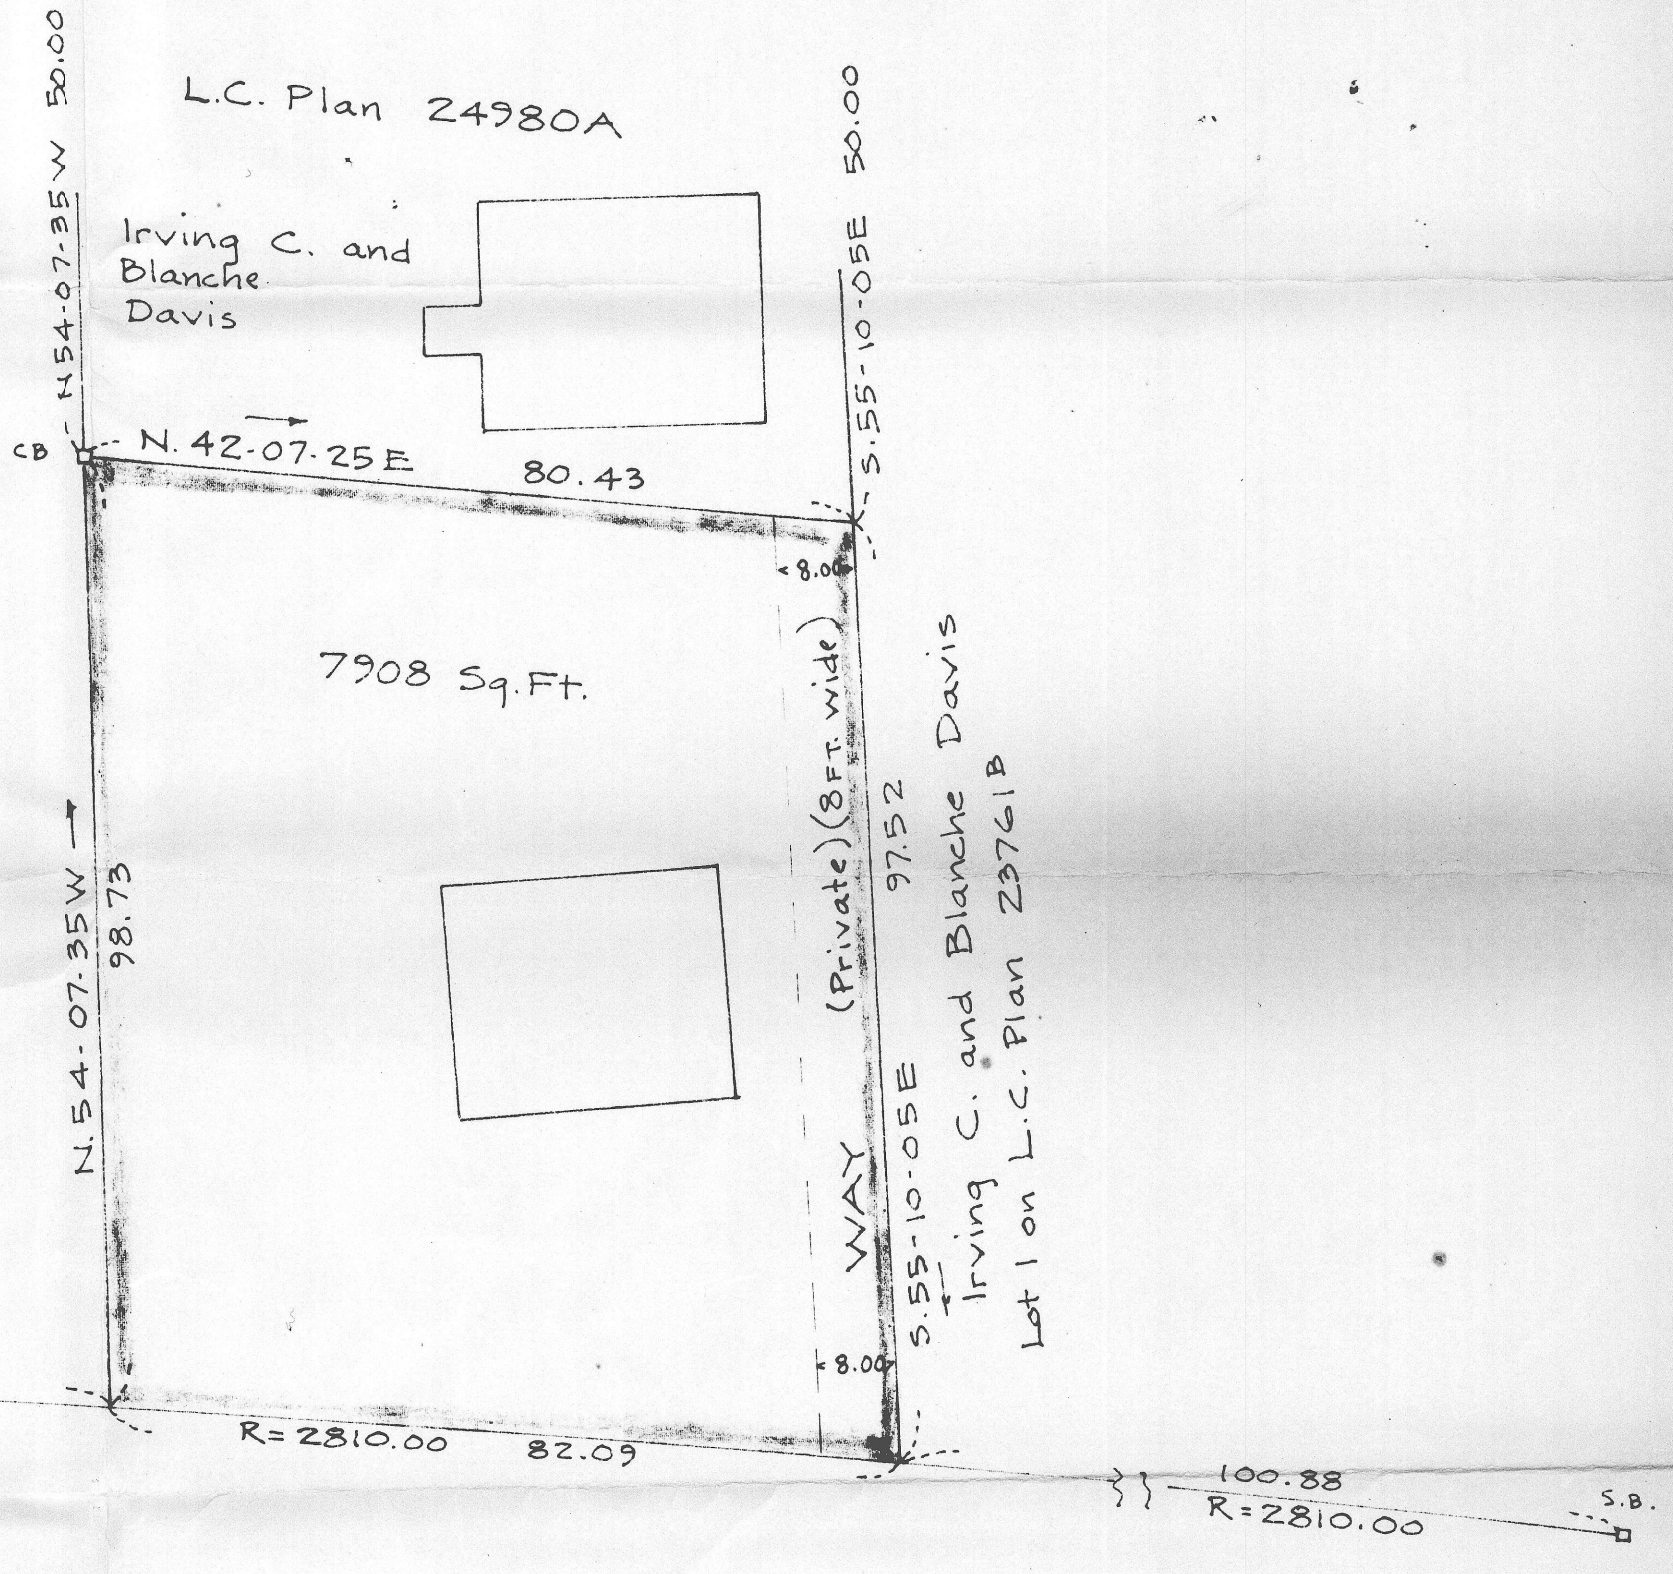 N54-07-35W 50.00
L.C. Plan 24980A
S.55-10-05E 50.00
Irving C. and
Blanche
Davis
CB
N. 42-07-25E
80.43
8.00
7908 Sq.Ft.
N.54-07-35W
98.73
WAY (Private)(8FT. wide)
97.52
S.55-10-05E
Irving C. and Blanche Davis
Lot 1 on L.C. Plan 23761B
8.00
R=2810.00 82.09
100.88
R=2810.00
S.B.